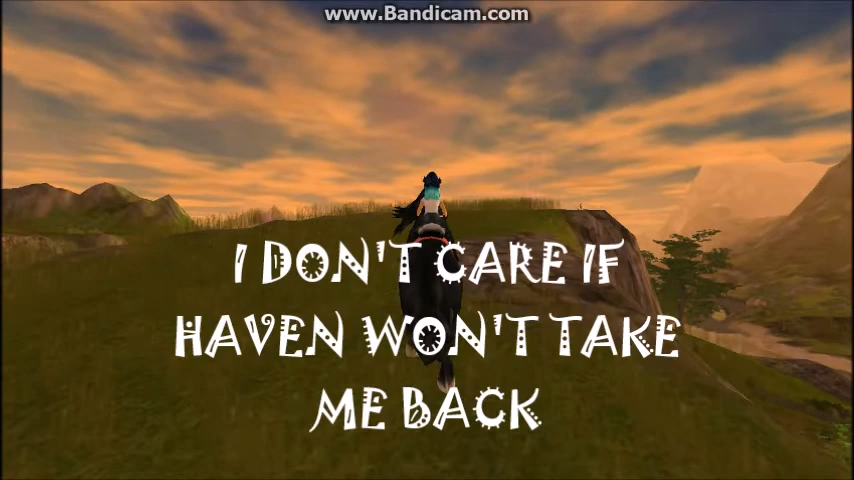 www.Bandicam.com
I DON'T CARE IF
HAVEN WON'T TAKE
ME BACK